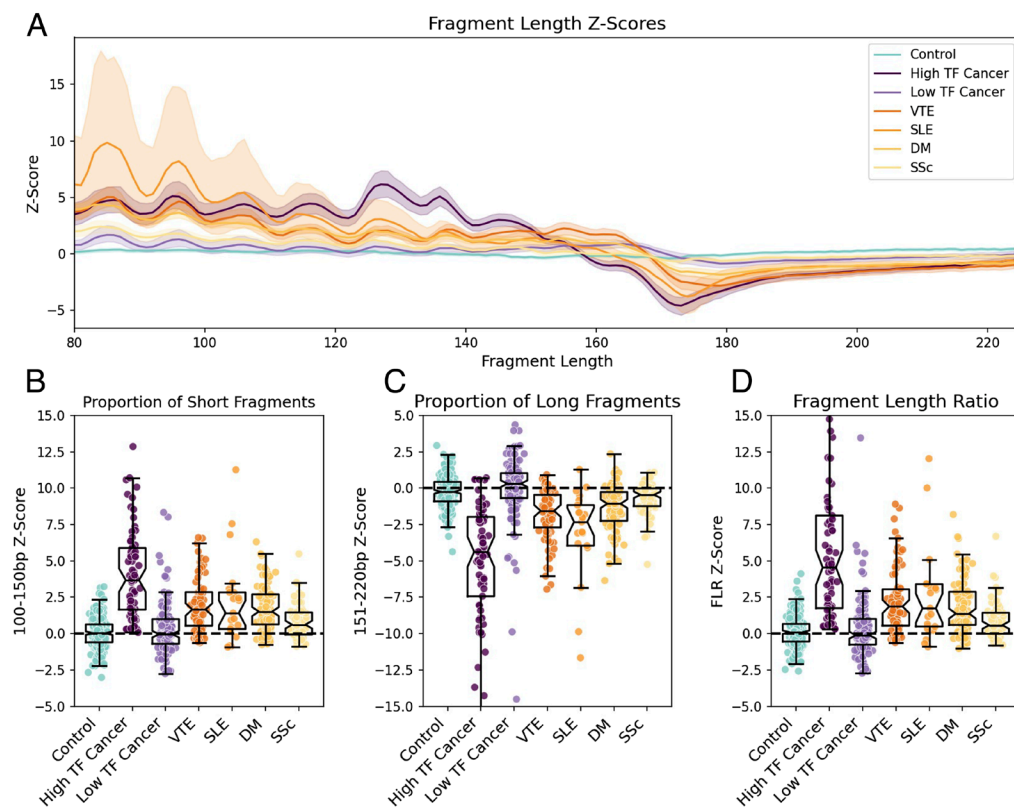 A
Fragment Length Z-Scores
Z-Score
15
10
5
0
−5
80
100
120
140
160
180
200
220
Fragment Length
Control
High TF Cancer
Low TF Cancer
VTE
SLE
DM
SSc
B
Proportion of Short Fragments
100-150bp Z-Score
15.0
12.5
10.0
7.5
5.0
2.5
0.0
−2.5
−5.0
Control
High TF Cancer
Low TF Cancer
VTE
SLE
DM
SSc
C
Proportion of Long Fragments
151-220bp Z-Score
5.0
2.5
0.0
−2.5
−5.0
−7.5
−10.0
−12.5
−15.0
Control
High TF Cancer
Low TF Cancer
VTE
SLE
DM
SSc
D
Fragment Length Ratio
FLR Z-Score
15.0
12.5
10.0
7.5
5.0
2.5
0.0
−2.5
−5.0
Control
High TF Cancer
Low TF Cancer
VTE
SLE
DM
SSc